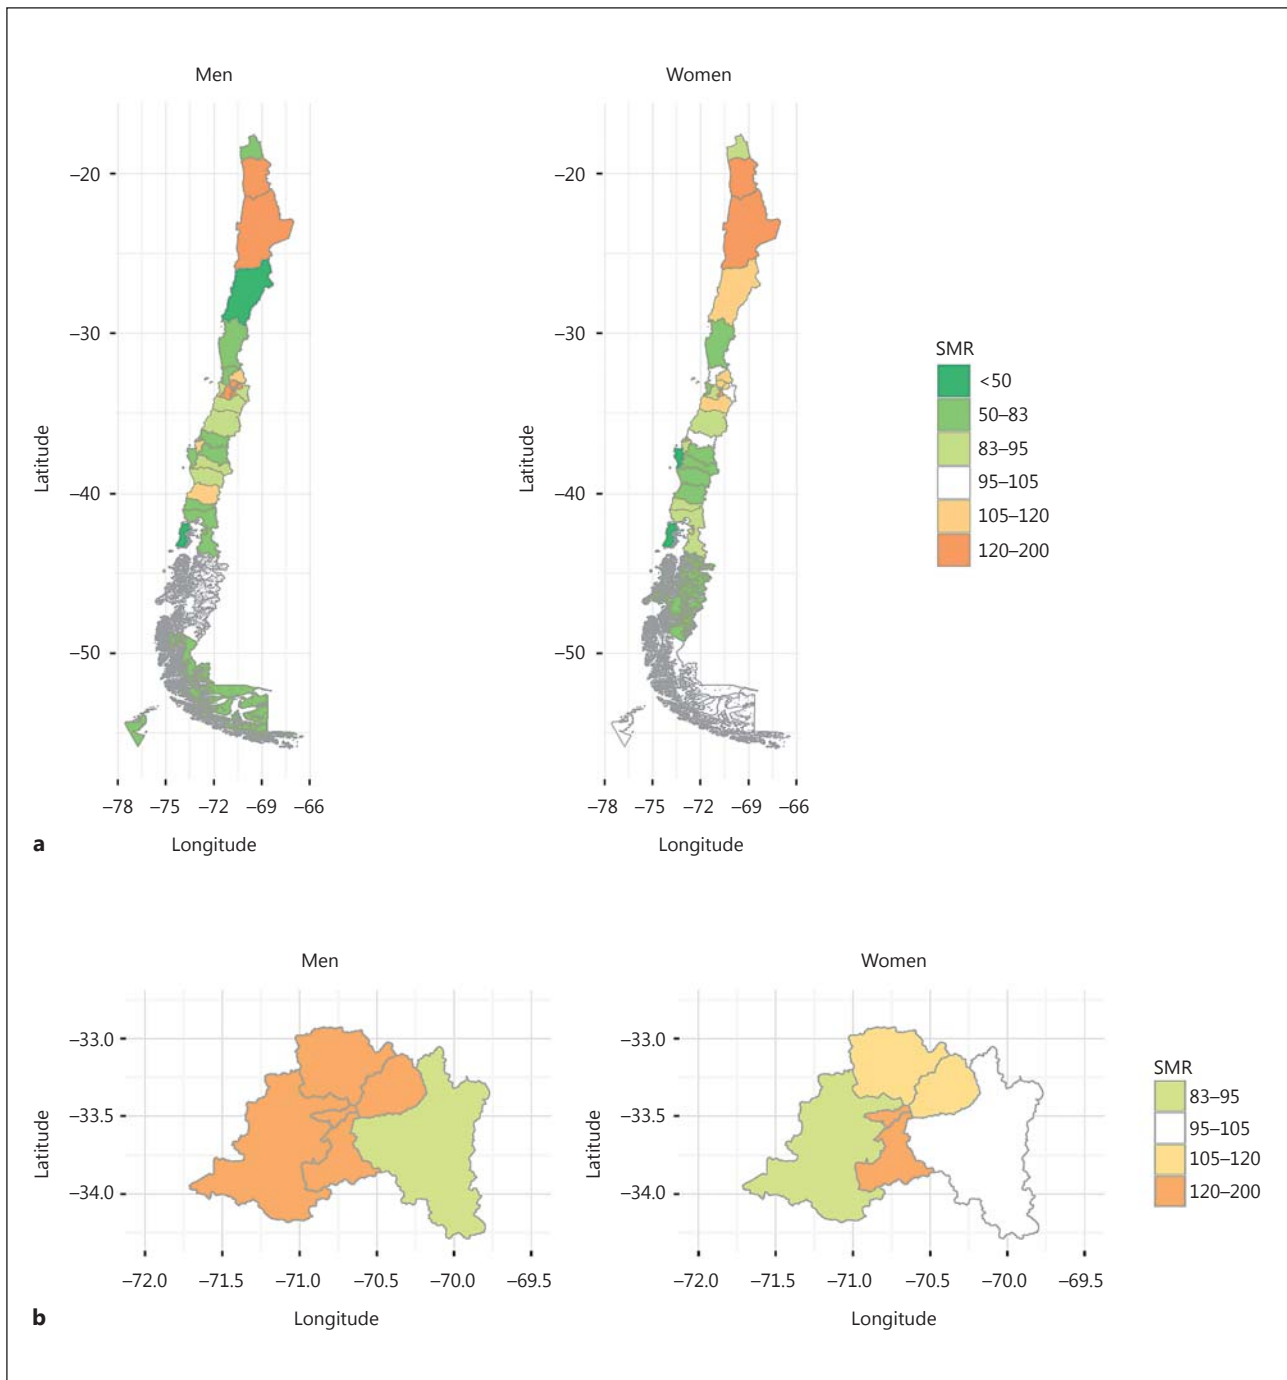 Men
Women
−20
−30
−40
−50
Latitude
−78 −75 −72 −69 −66
Longitude
−20
−30
−40
−50
Latitude
−78 −75 −72 −69 −66
Longitude
SMR
<50
50–83
83–95
95–105
105–120
120–200
a
Men
Women
−33.0
−33.5
−34.0
Latitude
−72.0 −71.5 −71.0 −70.5 −70.0 −69.5
Longitude
−33.0
−33.5
−34.0
Latitude
−72.0 −71.5 −71.0 −70.5 −70.0 −69.5
Longitude
SMR
83–95
95–105
105–120
120–200
b